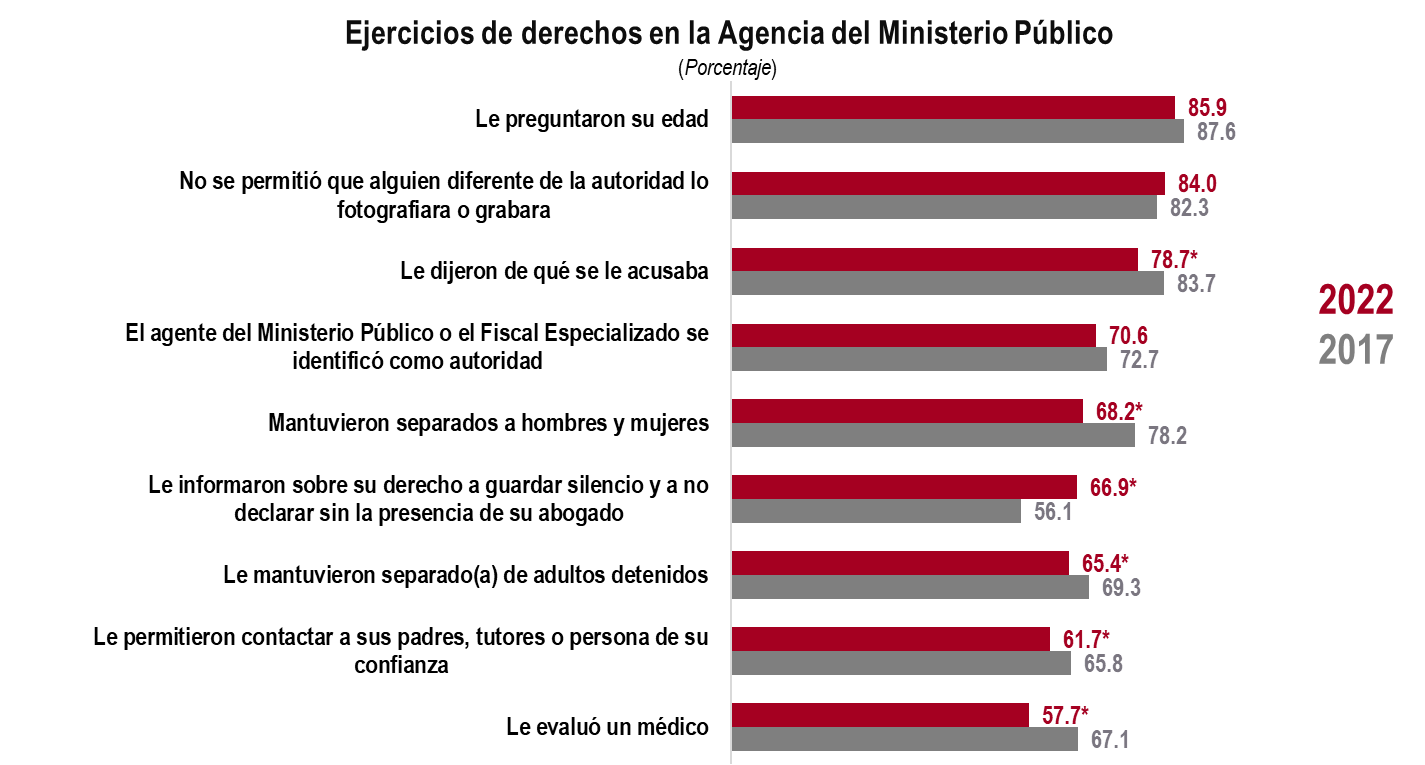 Ejercicios de derechos en la Agencia del Ministerio Público
(Porcentaje)
Le preguntaron su edad
85.9
87.6
No se permitió que alguien diferente de la autoridad lo
fotografiara o grabara
84.0
82.3
Le dijeron de qué se le acusaba
78.7*
83.7
2022
2017
El agente del Ministerio Público o el Fiscal Especializado se
identificó como autoridad
70.6
72.7
Mantuvieron separados a hombres y mujeres
68.2*
78.2
Le informaron sobre su derecho a guardar silencio y a no
declarar sin la presencia de su abogado
66.9*
56.1
Le mantuvieron separado(a) de adultos detenidos
65.4*
69.3
Le permitieron contactar a sus padres, tutores o persona de su
confianza
61.7*
65.8
Le evaluó un médico
57.7*
67.1